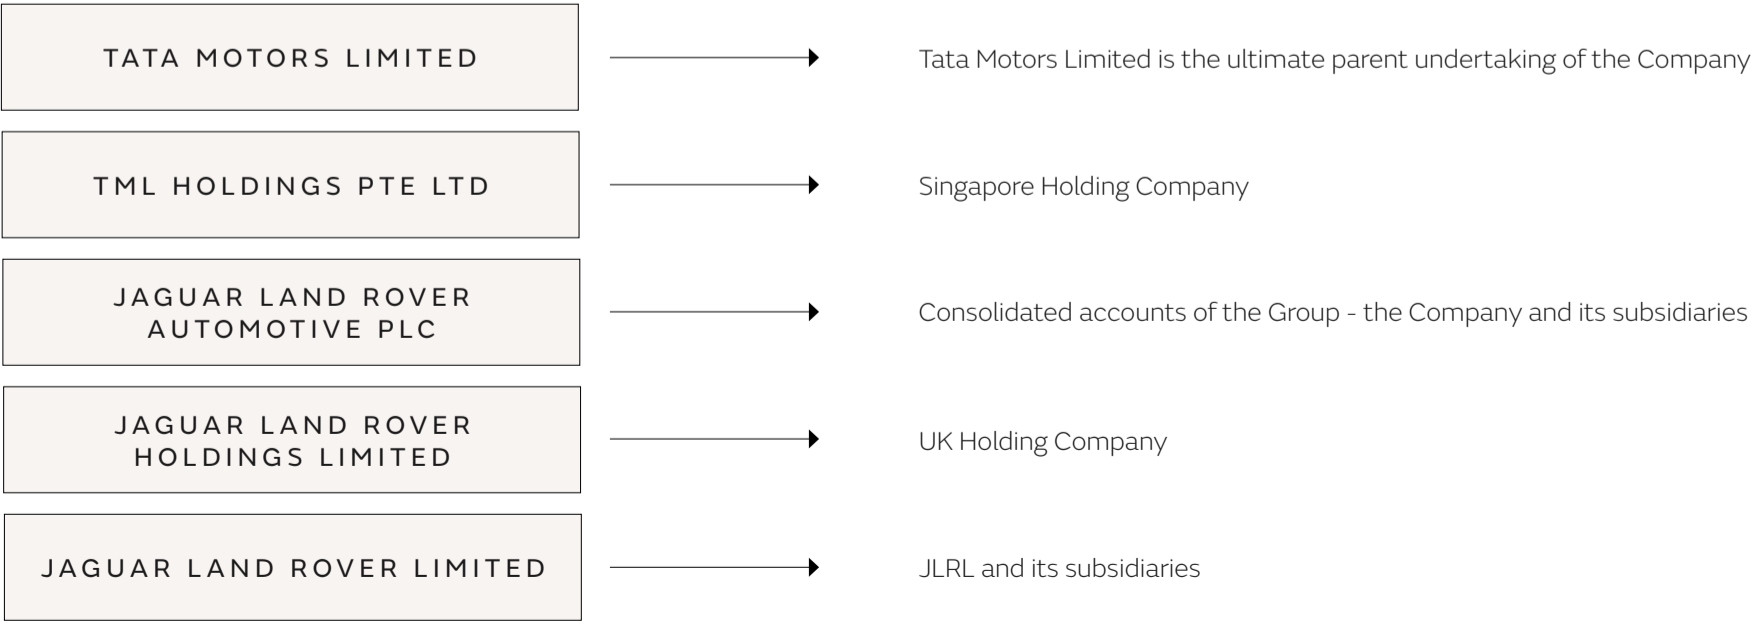 TATA MOTORS LIMITED
Tata Motors Limited is the ultimate parent undertaking of the Company
TML HOLDINGS PTE LTD
Singapore Holding Company
JAGUAR LAND ROVER
AUTOMOTIVE PLC
Consolidated accounts of the Group - the Company and its subsidiaries
JAGUAR LAND ROVER
HOLDINGS LIMITED
UK Holding Company
JAGUAR LAND ROVER LIMITED
JLRL and its subsidiaries